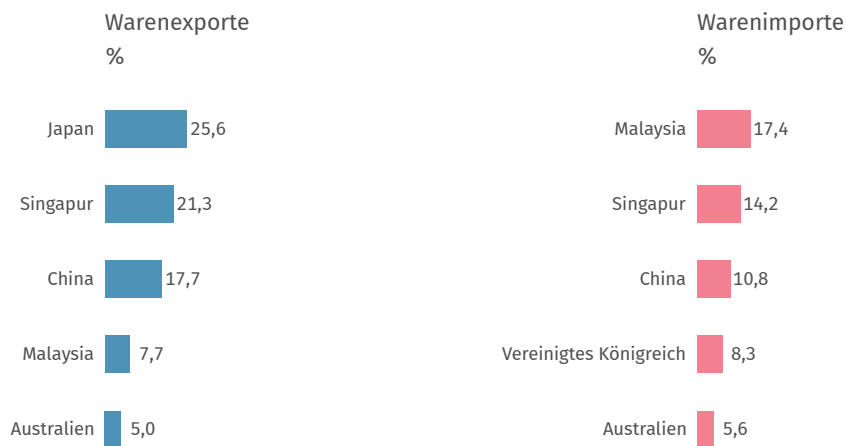 Warenexporte
%
Japan 25,6
Singapur 21,3
China 17,7
Malaysia 7,7
Australien 5,0
Warenimporte
%
Malaysia 17,4
Singapur 14,2
China 10,8
Vereinigtes Königreich 8,3
Australien 5,6